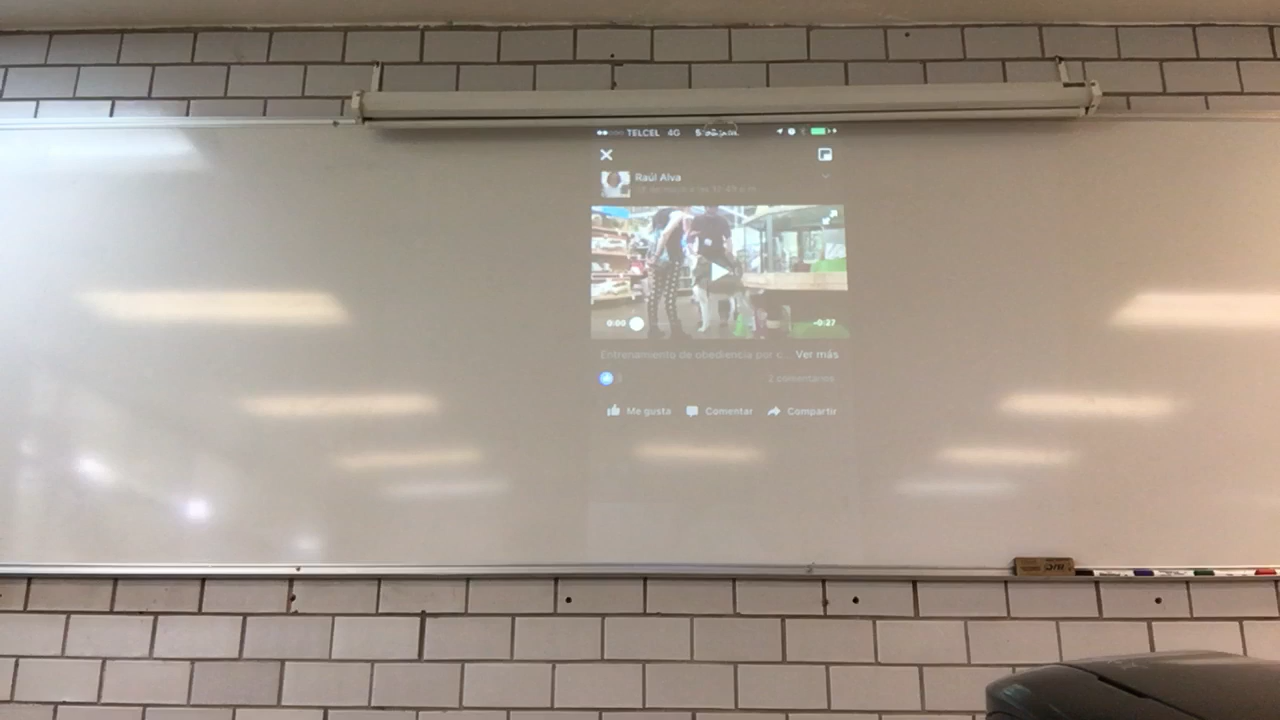 TELCEL 4G
Raúl Alva
0:00 -0:27
Entrenamiento de obediencia por c... Ver más
2 comentarios
Me gusta Comentar Compartir